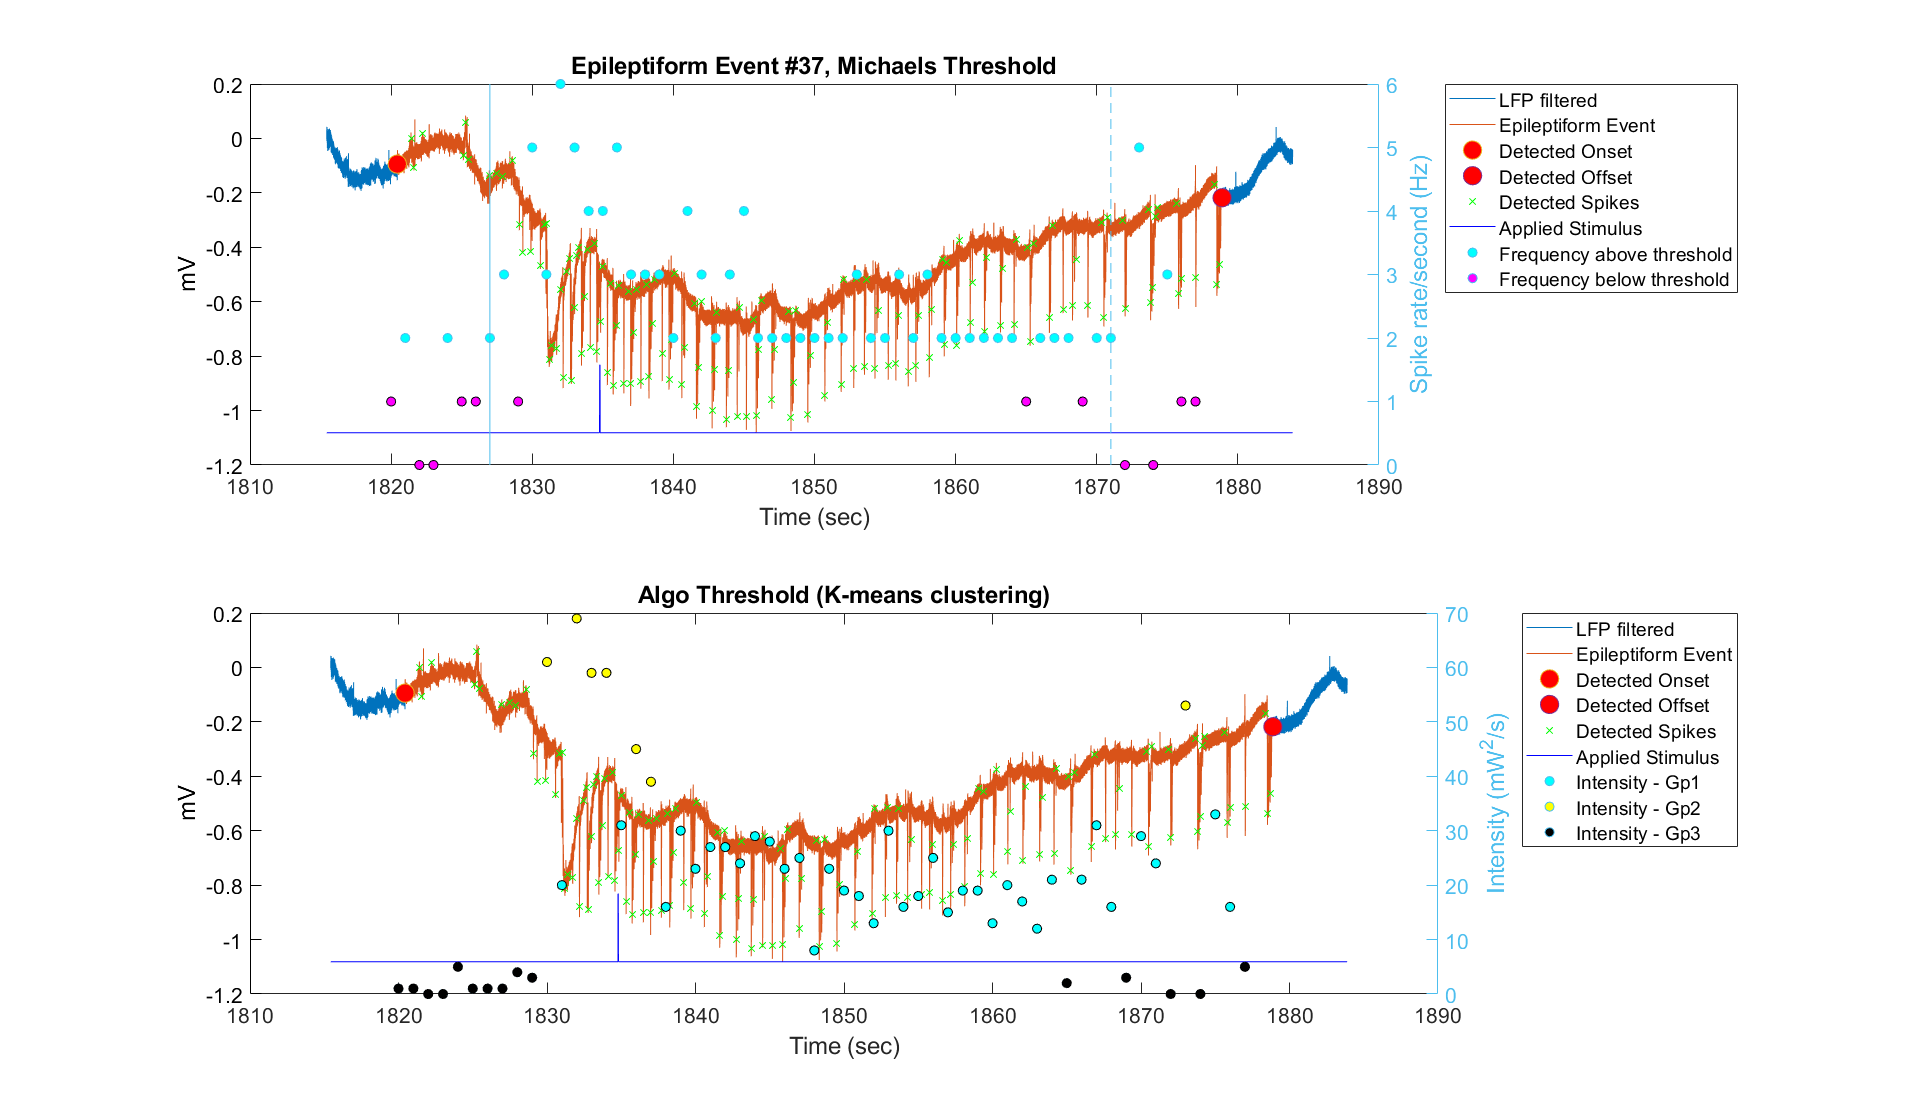 Epileptiform Event #37, Michaels Threshold
0.2
0
-0.2
-0.4
-0.6
-0.8
-1
-1.2
mV
1810 1820 1830 1840 1850 1860 1870 1880 1890
Time (sec)
6
5
4
3
2
1
0
Spike rate/second (Hz)
LFP filtered
Epileptiform Event
Detected Onset
Detected Offset
Detected Spikes
Applied Stimulus
Frequency above threshold
Frequency below threshold
Algo Threshold (K-means clustering)
0.2
0
-0.2
-0.4
-0.6
-0.8
-1
-1.2
mV
1810 1820 1830 1840 1850 1860 1870 1880 1890
Time (sec)
70
60
50
40
30
20
10
0
Intensity (mW²/s)
LFP filtered
Epileptiform Event
Detected Onset
Detected Offset
Detected Spikes
Applied Stimulus
Intensity - Gp1
Intensity - Gp2
Intensity - Gp3